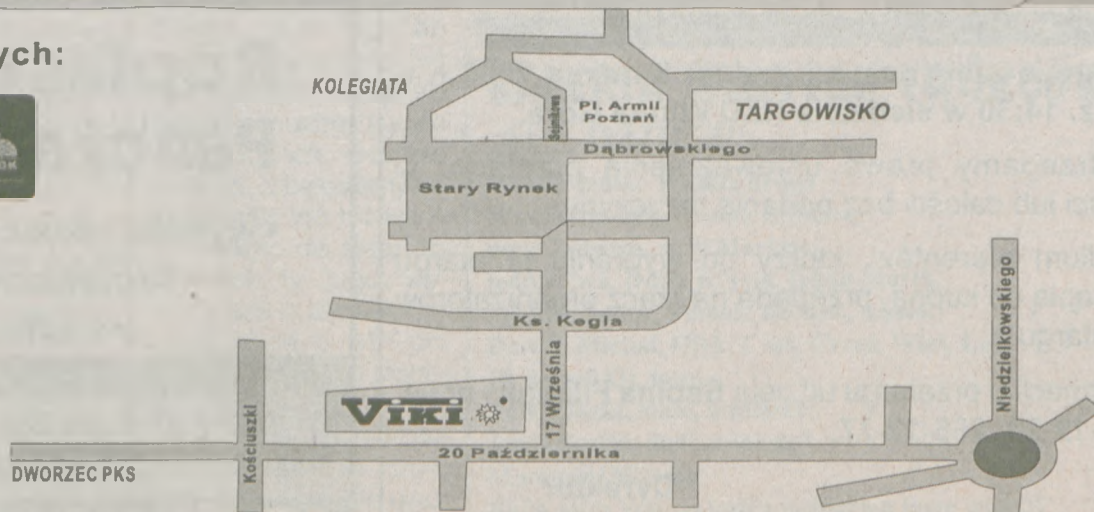 ych:
KOLEGIATA
Sejmikowa
Pl. Armii
Poznań
TARGOWISKO
Dąbrowskiego
Stary Rynek
Niedziełkowskiego
Ks. Kegla
17 Września
Viki
Kościuszki
20 Października
DWORZEC PKS